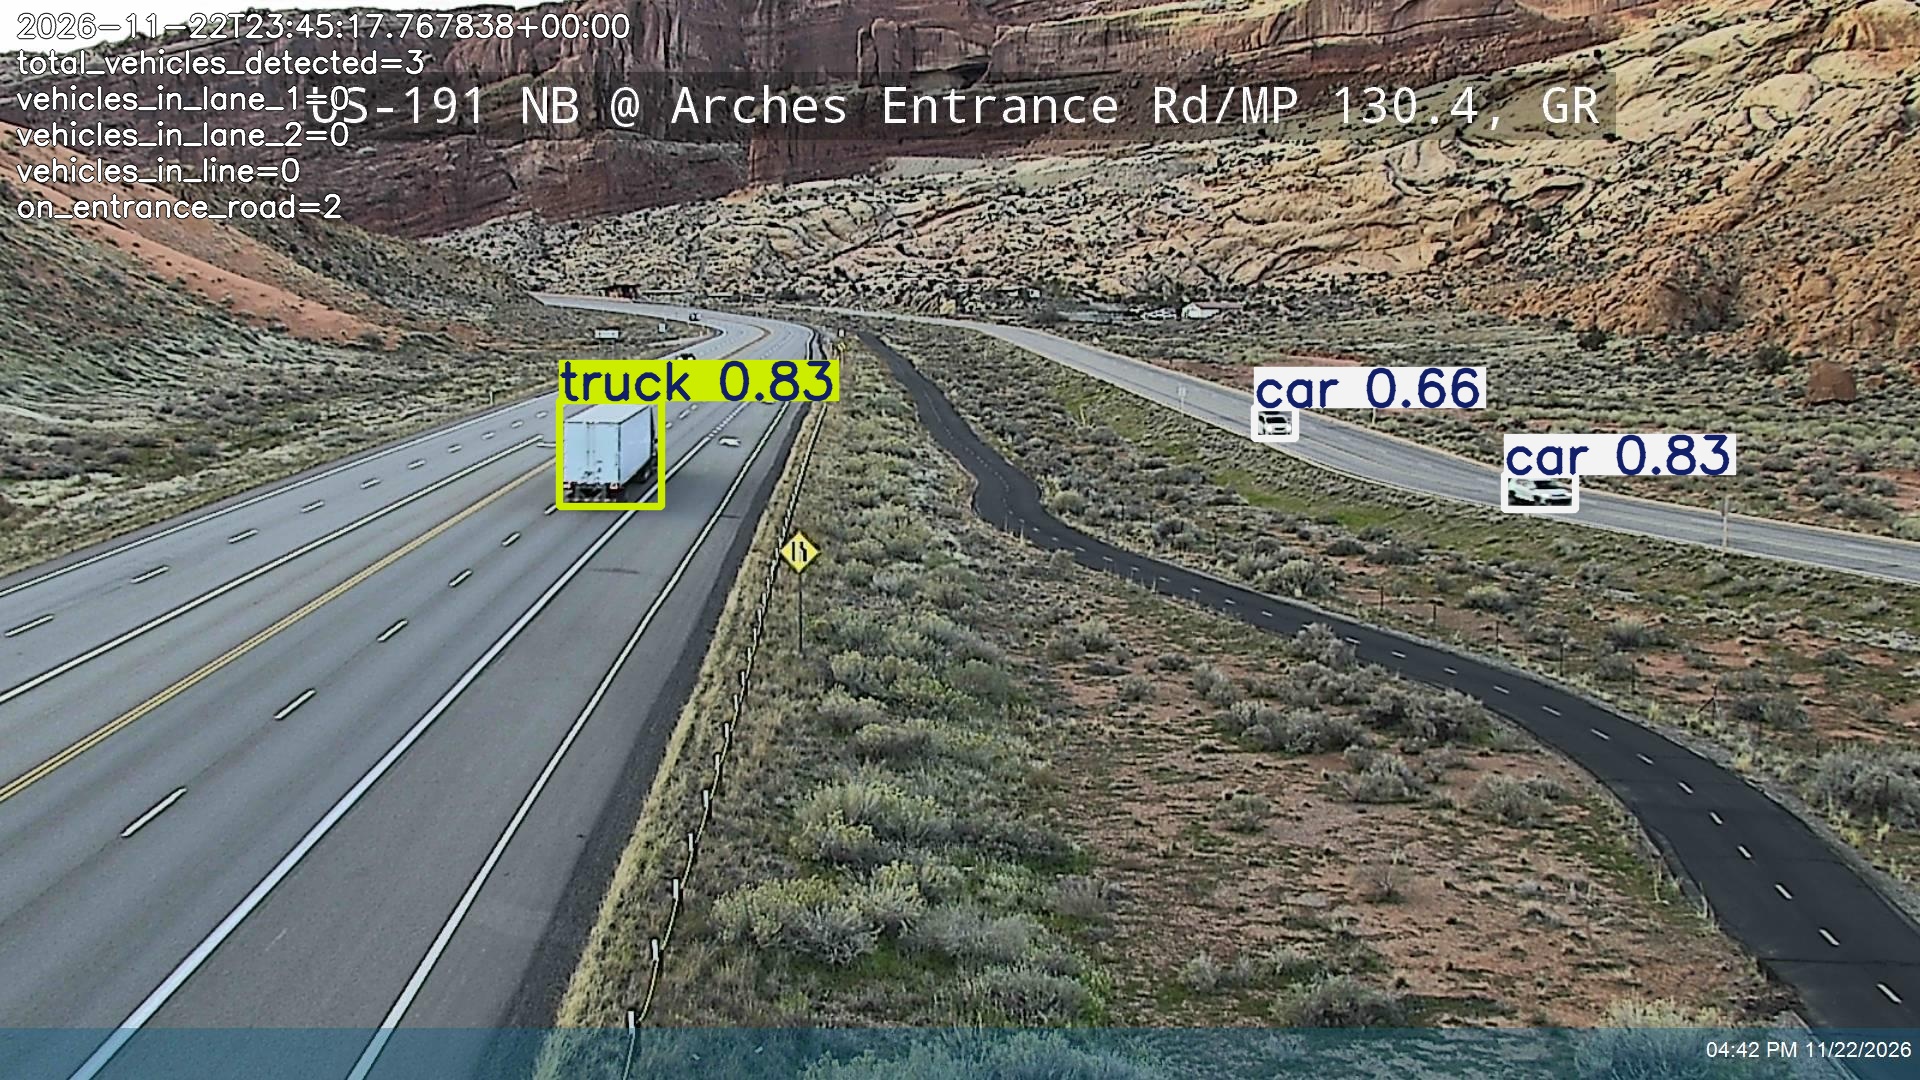 2026-11-22T23:45:17.767838+00:00
total_vehicles_detected=3
vehicles_in_lane_1=0
US-191 NB @ Arches Entrance Rd/MP 130.4, GR
vehicles_in_lane_2=0
vehicles_in_line=0
on_entrance_road=2
truck 0.83
car 0.66
car 0.83
04:42 PM 11/22/2026